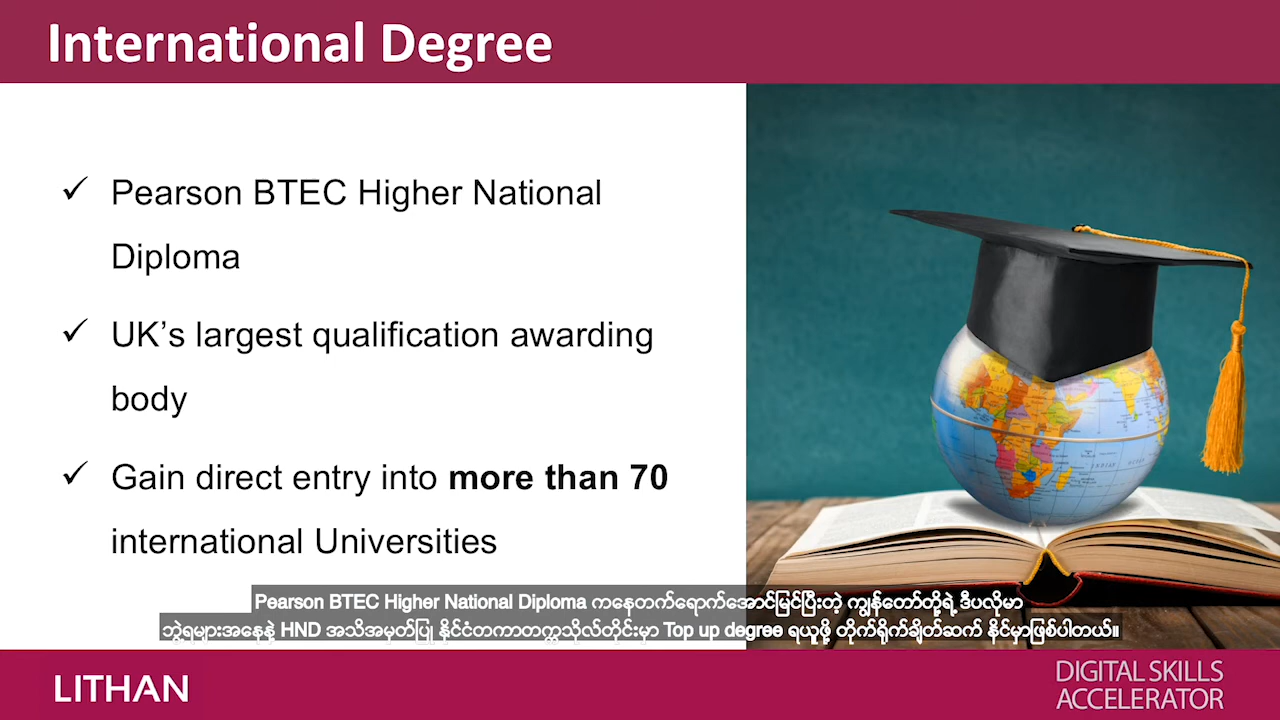 International Degree
✓ Pearson BTEC Higher National
Diploma
✓ UK’s largest qualification awarding
body
✓ Gain direct entry into more than 70
international Universities
Pearson BTEC Higher National Diploma ကနေတက်ရောက်အောင်မြင်ပြီးတဲ့ ကျွန်တော်တို့ရဲ့ ဒီပလိုမာ
ဘွဲ့ရများအနေနဲ့ HND အသိအမှတ်ပြု နိုင်ငံတကာတက္ကသိုလ်တိုင်းမှာ Top up degree ရယူဖို့ တိုက်ရိုက်ချိတ်ဆက် နိုင်မှာဖြစ်ပါတယ်။
LITHAN
DIGITAL SKILLS
ACCELERATOR